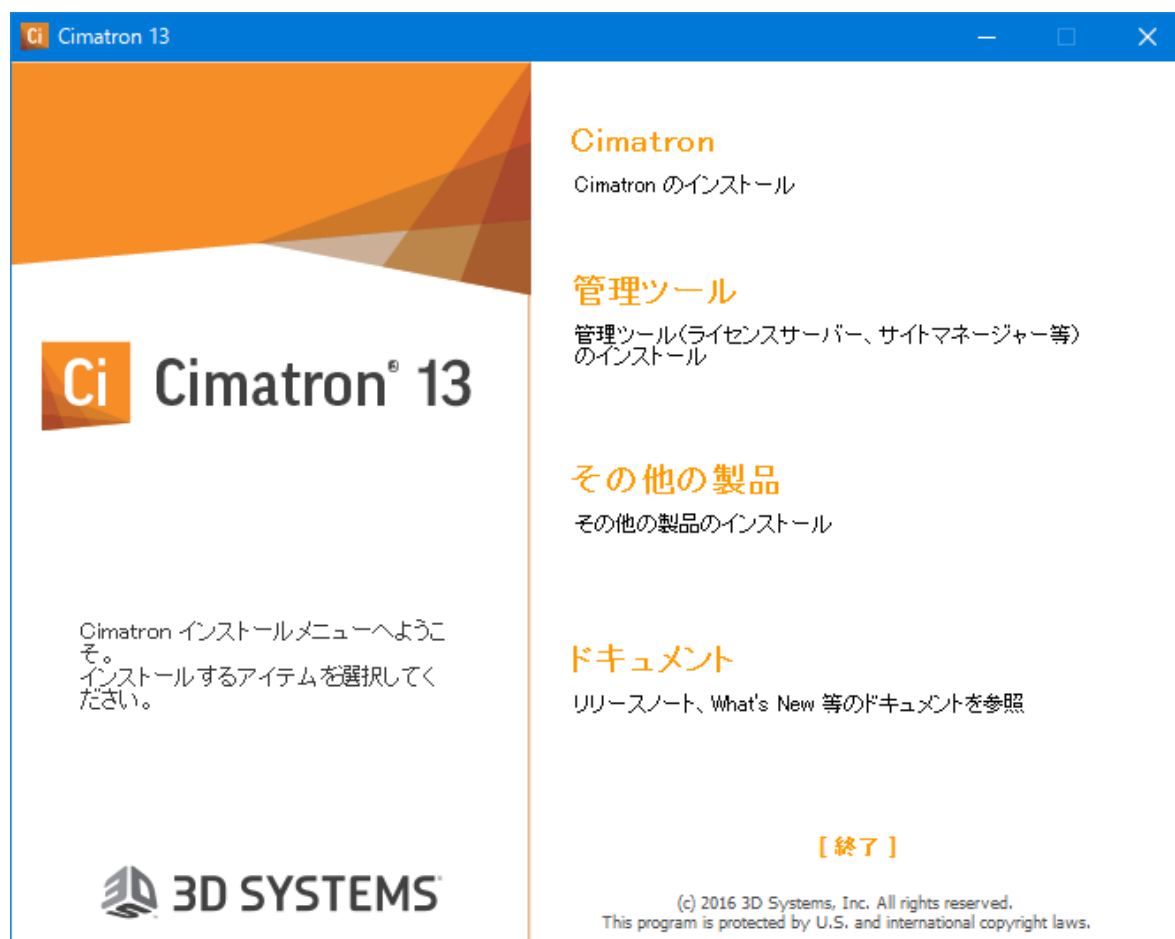 Ci Cimatron 13
Ci Cimatron® 13
Cimatron インストールメニューへようこ
そ。
インストールするアイテムを選択してく
ださい。
3D SYSTEMS
Cimatron
Cimatron のインストール
管理ツール
管理ツール(ライセンスサーバー、サイトマネージャー等)
のインストール
その他の製品
その他の製品のインストール
ドキュメント
リリースノート、What's New 等のドキュメントを参照
[ 終了 ]
(c) 2016 3D Systems, Inc. All rights reserved.
This program is protected by U.S. and international copyright laws.